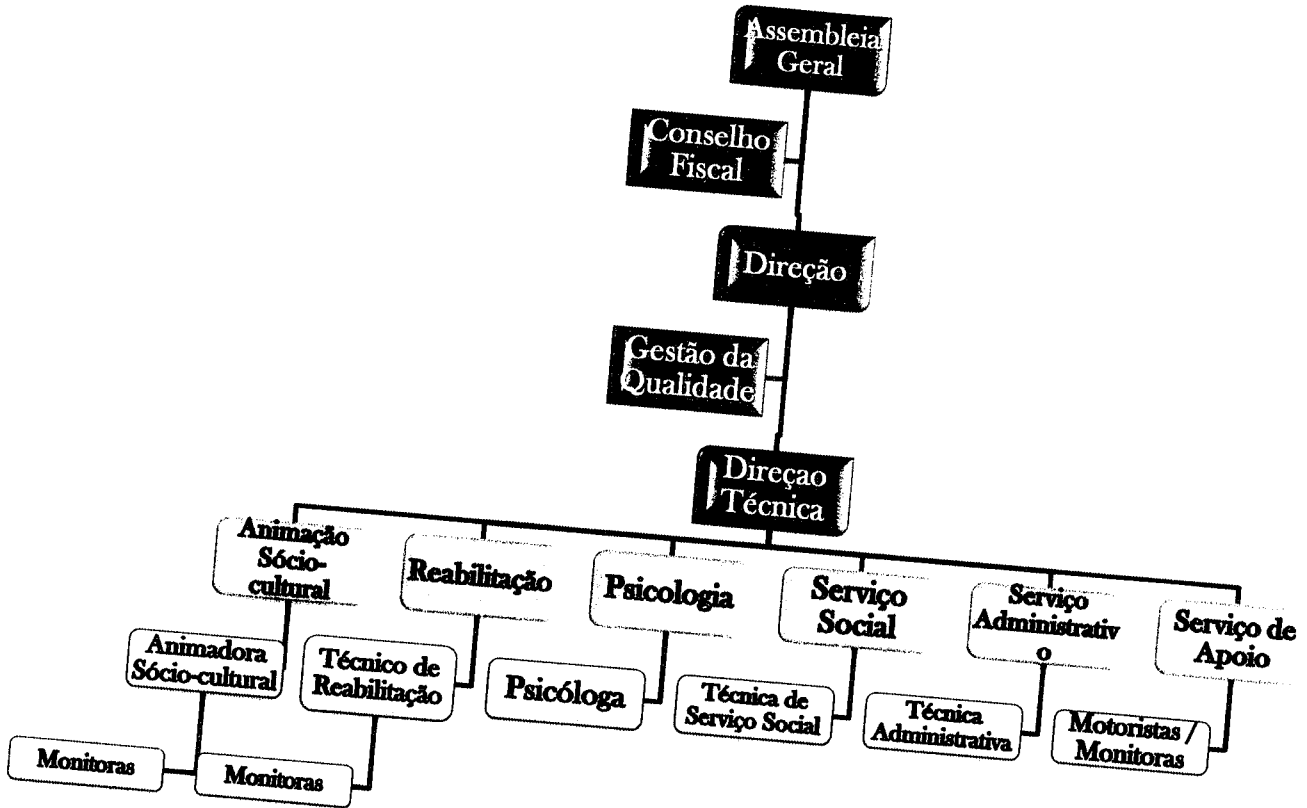 Assembleia
Geral
Conselho
Fiscal
Direção
Gestão da
Qualidade
Direçao
Técnica
Animação
Sócio-
cultural
Reabilitação
Psicologia
Serviço
Social
Serviço
Administrativ
o
Serviço de
Apoio
Animadora
Sócio-cultural
Técnico de
Reabilitação
Psicóloga
Técnica de
Serviço Social
Técnica
Administrativa
Motoristas /
Monitoras
Monitoras
Monitoras